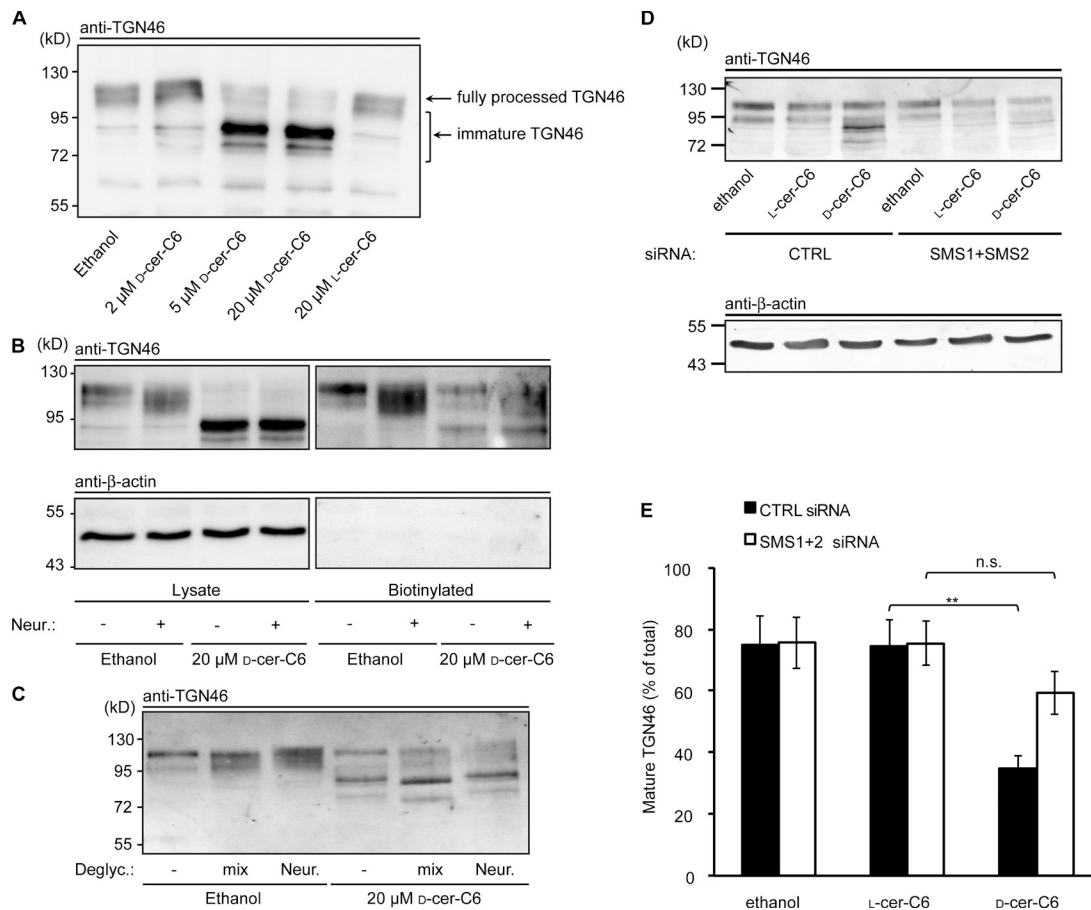 A
anti-TGN46
(kD)
130
95
72
55
fully processed TGN46
immature TGN46
Ethanol
2 µM D-cer-C6
5 µM D-cer-C6
20 µM D-cer-C6
20 µM L-cer-C6
B
(kD)
anti-TGN46
130
95
anti-β-actin
55
43
Lysate
Biotinylated
Neur.: - + - + - + - +
Ethanol 20 µM D-cer-C6 Ethanol 20 µM D-cer-C6
C
anti-TGN46
(kD)
130
95
72
55
Deglyc.: - mix Neur. - mix Neur.
Ethanol 20 µM D-cer-C6
D
(kD)
anti-TGN46
130
95
72
ethanol
L-cer-C6
D-cer-C6
ethanol
L-cer-C6
D-cer-C6
siRNA: CTRL SMS1+SMS2
anti-β-actin
55
43
E
CTRL siRNA
SMS1+2 siRNA
n.s.
**
Mature TGN46 (% of total)
100
80
60
40
20
0
ethanol L-cer-C6 D-cer-C6